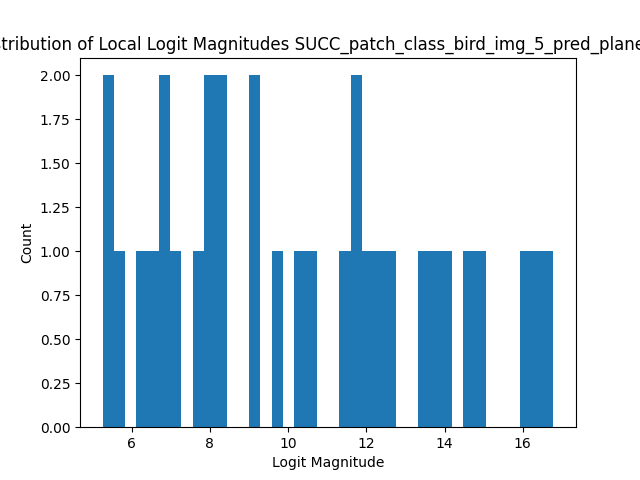 tribution of Local Logit Magnitudes SUCC_patch_class_bird_img_5_pred_plane
2.00
1.75
1.50
1.25
1.00
0.75
0.50
0.25
0.00
Count
6 8 10 12 14 16
Logit Magnitude